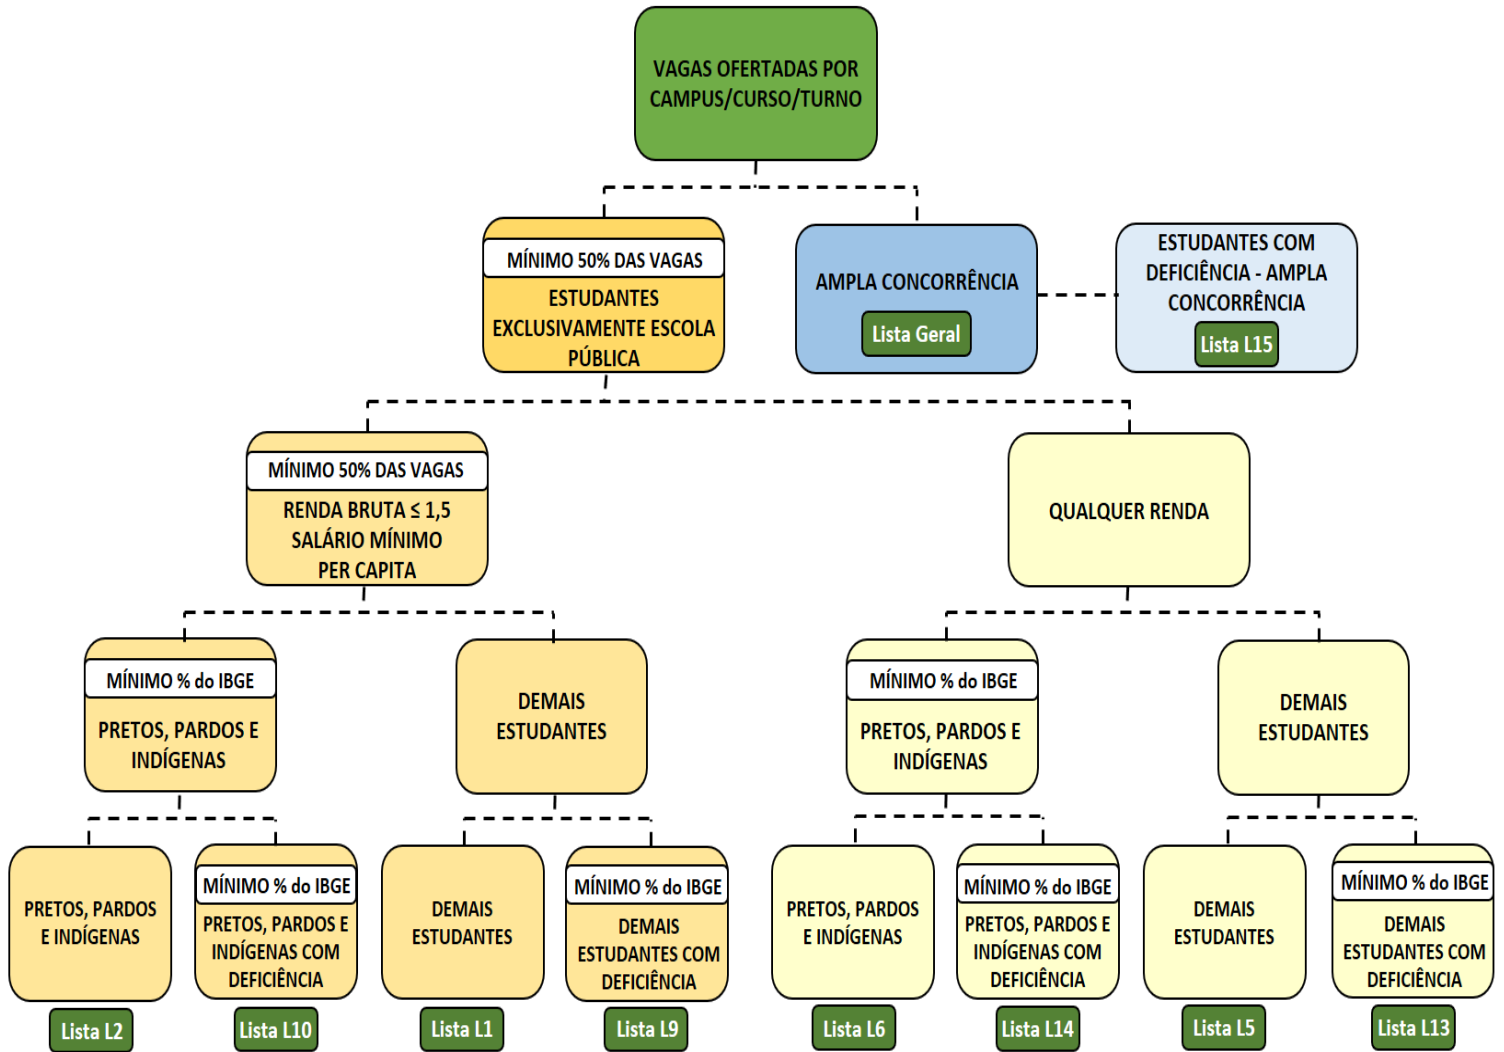 VAGAS OFERTADAS POR
CAMPUS/CURSO/TURNO
MÍNIMO 50% DAS VAGAS
ESTUDANTES
EXCLUSIVAMENTE ESCOLA
PÚBLICA
AMPLA CONCORRÊNCIA
Lista Geral
ESTUDANTES COM
DEFICIÊNCIA - AMPLA
CONCORRÊNCIA
Lista L15
MÍNIMO 50% DAS VAGAS
RENDA BRUTA ≤ 1,5
SALÁRIO MÍNIMO
PER CAPITA
QUALQUER RENDA
MÍNIMO % do IBGE
PRETOS, PARDOS E
INDÍGENAS
DEMAIS
ESTUDANTES
MÍNIMO % do IBGE
PRETOS, PARDOS E
INDÍGENAS
DEMAIS
ESTUDANTES
PRETOS, PARDOS
E INDÍGENAS
Lista L2
MÍNIMO % do IBGE
PRETOS, PARDOS E
INDÍGENAS COM
DEFICIÊNCIA
Lista L10
DEMAIS
ESTUDANTES
Lista L1
MÍNIMO % do IBGE
DEMAIS
ESTUDANTES COM
DEFICIÊNCIA
Lista L9
PRETOS, PARDOS
E INDÍGENAS
Lista L6
MÍNIMO % do IBGE
PRETOS, PARDOS E
INDÍGENAS COM
DEFICIÊNCIA
Lista L14
DEMAIS
ESTUDANTES
Lista L5
MÍNIMO % do IBGE
DEMAIS
ESTUDANTES COM
DEFICIÊNCIA
Lista L13